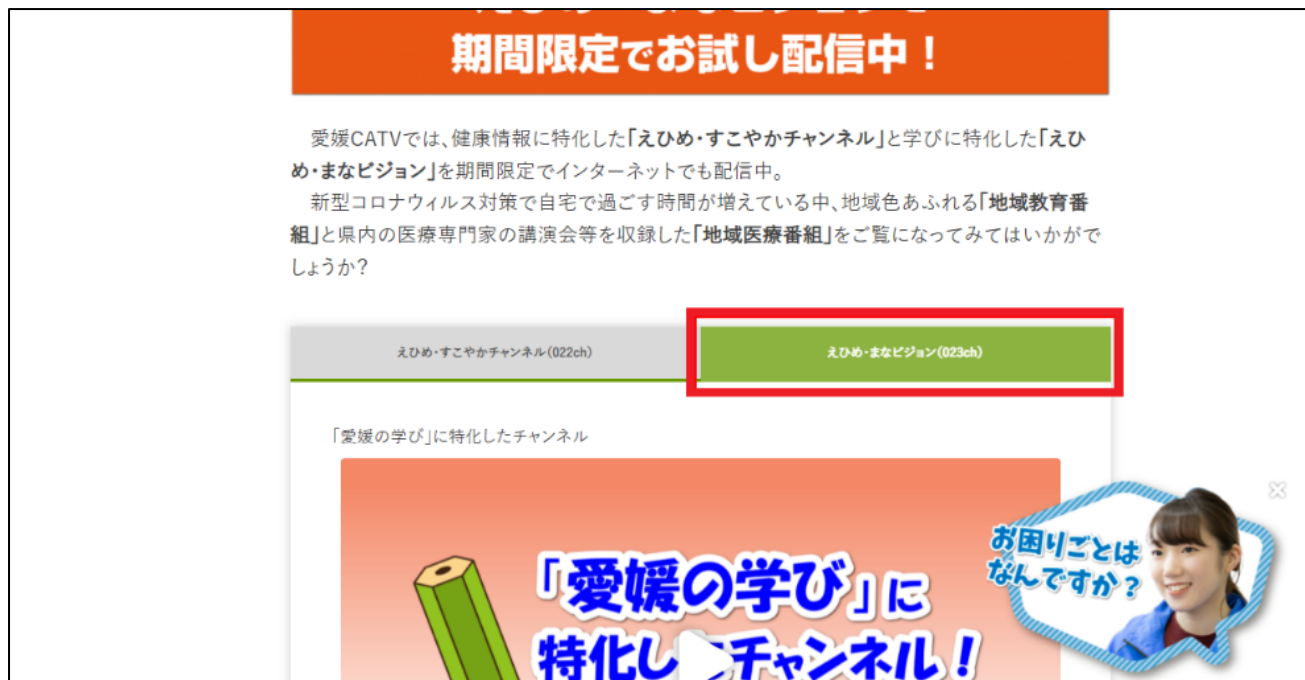 期間限定でお試し配信中！
愛媛CATVでは、健康情報に特化した「えひめ・すこやかチャンネル」と学びに特化した「えひ
め・まなビジョン」を期間限定でインターネットでも配信中。
新型コロナウィルス対策で自宅で過ごす時間が増えている中、地域色あふれる「地域教育番
組」と県内の医療専門家の講演会等を収録した「地域医療番組」をご覧になってみてはいかがで
しょうか？
えひめ・すこやかチャンネル（022ch）
えひめ・まなビジョン（023ch）
「愛媛の学び」に特化したチャンネル
「愛媛の学び」に
特化したチャンネル！
お困りごとは
なんですか？